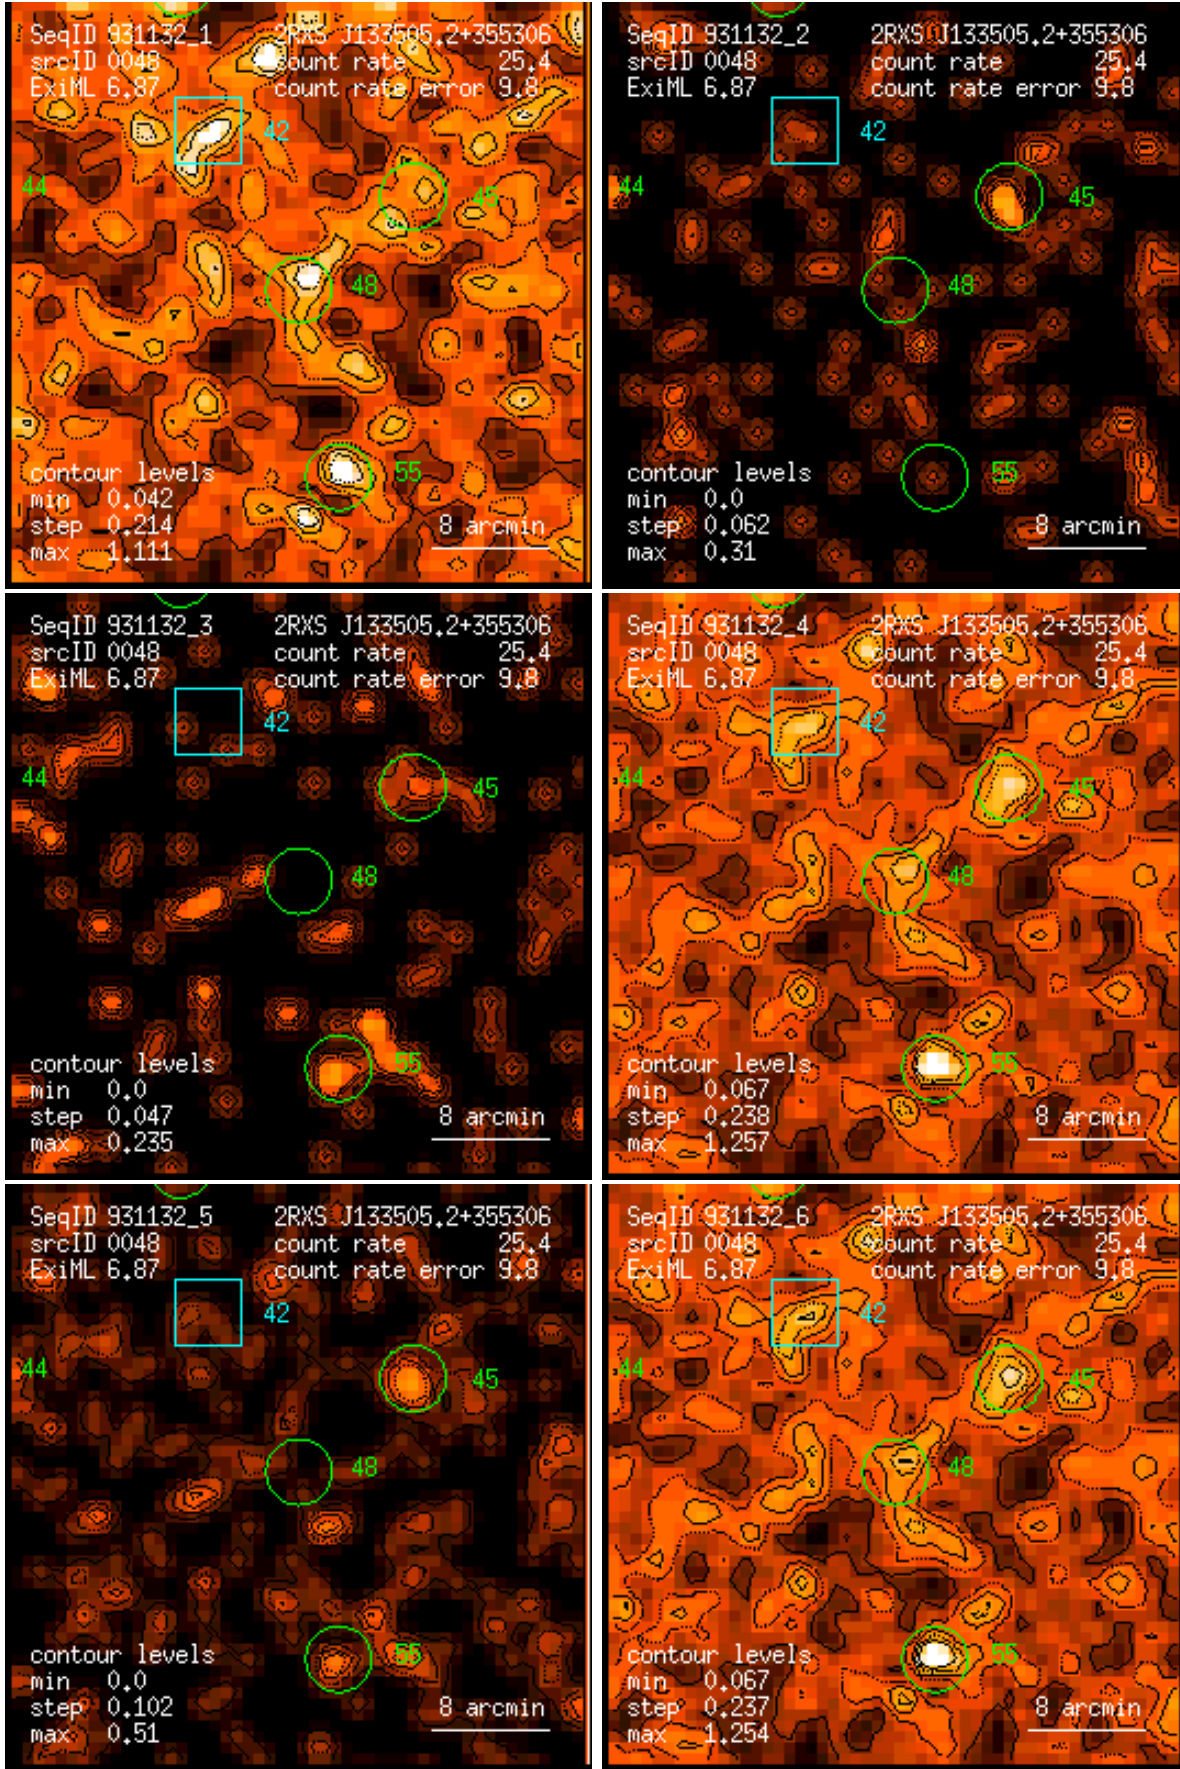 SeqID 931132_1 2RXS J133505.2+355306
srcID 0048 count rate 25.4
ExiML 6.87 count rate error 9.8
42
44
45
48
contour levels 55
min 0.042
step 0.214 8 arcmin
max 1.111
SeqID 931132_2 2RXS J133505.2+355306
srcID 0048 count rate 25.4
ExiML 6.87 count rate error 9.8
42
44
45
48
contour levels 55
min 0.0
step 0.062 8 arcmin
max 0.31
SeqID 931132_3 2RXS J133505.2+355306
srcID 0048 count rate 25.4
ExiML 6.87 count rate error 9.8
42
44
45
48
contour levels 55
min 0.0
step 0.047 8 arcmin
max 0.235
SeqID 931132_4 2RXS J133505.2+355306
srcID 0048 count rate 25.4
ExiML 6.87 count rate error 9.8
42
44
45
48
contour levels 55
min 0.067
step 0.238 8 arcmin
max 1.257
SeqID 931132_5 2RXS J133505.2+355306
srcID 0048 count rate 25.4
ExiML 6.87 count rate error 9.8
42
44
45
48
contour levels 55
min 0.0
step 0.102 8 arcmin
max 0.51
SeqID 931132_6 2RXS J133505.2+355306
srcID 0048 count rate 25.4
ExiML 6.87 count rate error 9.8
42
44
45
48
contour levels 55
min 0.067
step 0.237 8 arcmin
max 1.254